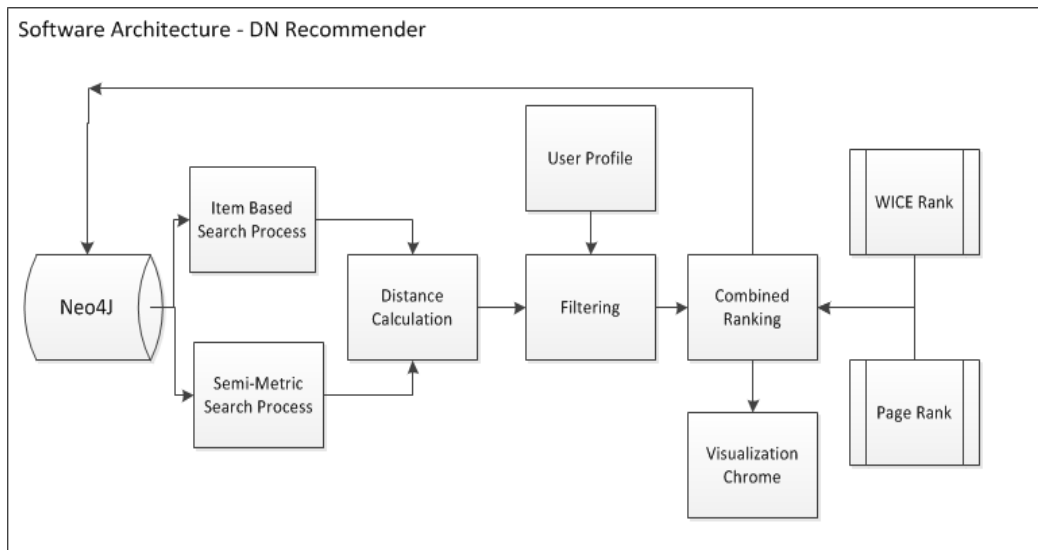 Software Architecture - DN Recommender
User Profile
WICE Rank
Item Based
Search Process
Neo4J
Distance
Calculation
Filtering
Combined
Ranking
Semi-Metric
Search Process
Page Rank
Visualization
Chrome